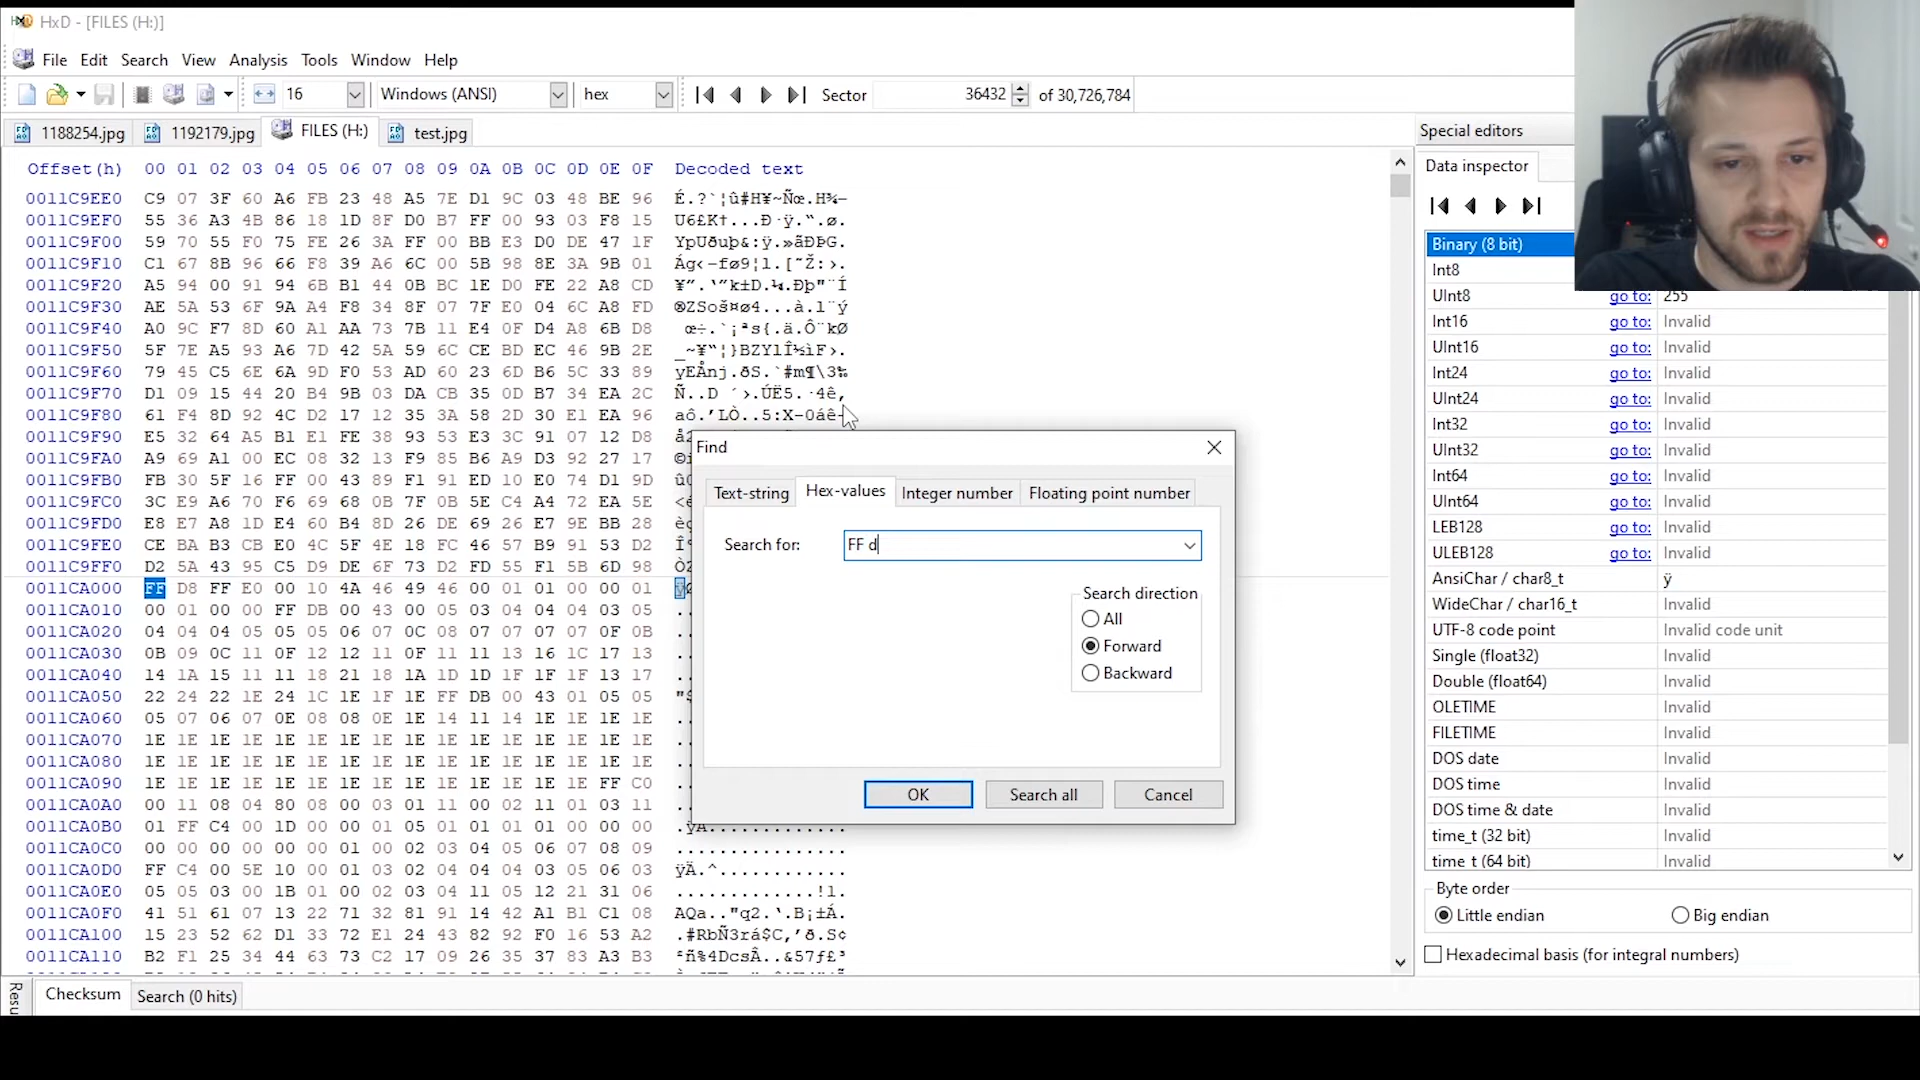 HxD - [FILES (H:)]
File Edit Search View Analysis Tools Window Help
16 Windows (ANSI) hex Sector 36432 of 30,726,784
1188254.jpg 1192179.jpg FILES (H:) test.jpg
Offset(h) 00 01 02 03 04 05 06 07 08 09 0A 0B 0C 0D 0E 0F Decoded text
0011C9EE0 C9 07 3F 60 A6 FB 23 48 A5 7E D1 9C 03 48 BE 96 É.?`¦û#H¥~Ñœ.H¾–
0011C9EF0 55 36 A3 4B 86 18 1D 8F D0 B7 FF 00 93 03 F8 15 U6£K†...Ð·ÿ.“.ø.
0011C9F00 59 70 55 F0 75 FE 26 3A FF 00 BB E3 D0 DE 47 1F YpUðuþ&:ÿ.»ãÐÞG.
0011C9F10 C1 67 8B 96 66 F8 39 A6 6C 00 5B 98 8E 3A 9B 01 Ág‹–fø9¦l.[˜Ž:›.
0011C9F20 A5 94 00 91 94 6B B1 44 0B BC 1E D0 FE 22 A8 CD ¥”.‘”k±D.¼.Ðþ"¨Í
0011C9F30 AE 5A 53 6F 9A A4 F8 34 8F 07 7F E0 04 6C A8 FD ®ZSoš¤ø4...à.l¨ý
0011C9F40 A0 9C F7 8D 60 A1 AA 73 7B 11 E4 0F D4 A8 6B D8 œ÷.`¡ªs{.ä.Ô¨kØ
0011C9F50 5F 7E A5 93 A6 7D 42 5A 59 6C CE BD EC 46 9B 2E _~¥“¦}BZYlÎ½ìF›.
0011C9F60 79 45 C5 6E 6A 9D F0 53 AD 60 23 6D B6 5C 33 89 yEÅnj.ðS.`#m¶\3‰
0011C9F70 D1 09 15 44 20 B4 9B 03 DA CB 35 0D B7 34 EA 2C Ñ..D ´›.ÚË5.·4ê,
0011C9F80 61 F4 8D 92 4C D2 17 12 35 3A 58 2D 30 E1 EA 96 aô.’LÒ..5:X-0áê–
0011C9F90 E5 32 64 A5 B1 E1 FE 38 93 53 E3 3C 91 07 12 D8
0011C9FA0 A9 69 A1 00 EC 08 32 13 F9 85 B6 A9 D3 92 27 17
0011C9FB0 FB 30 5F 16 FF 00 43 89 F1 91 ED 10 E0 74 D1 9D
0011C9FC0 3C E9 A6 70 F6 69 68 0B 7F 0B 5E C4 A4 72 EA 5E
0011C9FD0 E8 E7 A8 1D E4 60 B4 8D 26 DE 69 26 E7 9E BB 28
0011C9FE0 CE BA B3 CB E0 4C 5F 4E 18 FC 46 57 B9 91 53 D2
0011C9FF0 D2 5A 43 95 C5 D9 DE 6F 73 D2 FD 55 F1 5B 6D 98
0011CA000 FF D8 FF E0 00 10 4A 46 49 46 00 01 01 00 00 01
0011CA010 00 01 00 00 FF DB 00 43 00 05 03 04 04 04 03 05
0011CA020 04 04 04 05 05 05 06 07 0C 08 07 07 07 07 0F 0B
0011CA030 0B 09 0C 11 0F 12 12 11 0F 11 11 13 16 1C 17 13
0011CA040 14 1A 15 11 11 18 21 18 1A 1D 1D 1F 1F 1F 13 17
0011CA050 22 24 22 1E 24 1C 1E 1F 1E FF DB 00 43 01 05 05
0011CA060 05 07 06 07 0E 08 08 0E 1E 14 11 14 1E 1E 1E 1E
0011CA070 1E 1E 1E 1E 1E 1E 1E 1E 1E 1E 1E 1E 1E 1E 1E 1E
0011CA080 1E 1E 1E 1E 1E 1E 1E 1E 1E 1E 1E 1E 1E 1E 1E 1E
0011CA090 1E 1E 1E 1E 1E 1E 1E 1E 1E 1E 1E 1E 1E 1E FF C0
0011CA0A0 00 11 08 04 80 08 00 03 01 11 00 02 11 01 03 11
0011CA0B0 01 FF C4 00 1D 00 00 01 05 01 01 01 01 00 00 00 .ÿÄ.............
0011CA0C0 00 00 00 00 00 00 01 00 02 03 04 05 06 07 08 09 ................
0011CA0D0 FF C4 00 5E 10 00 01 03 02 04 04 04 03 05 06 03 ÿÄ.^............
0011CA0E0 05 05 03 00 1B 01 00 02 03 04 11 05 12 21 31 06 .............!1.
0011CA0F0 41 51 61 07 13 22 71 32 81 91 14 42 A1 B1 C1 08 AQa.."q2.‘.B¡±Á.
0011CA100 15 23 52 62 D1 33 72 E1 24 43 82 92 F0 16 53 A2 .#RbÑ3rá$C‚’ð.S¢
0011CA110 B2 F1 25 34 44 63 73 C2 17 09 26 35 37 83 A3 B3 ²ñ%4DcsÂ..&57ƒ£³
Find
Text-string Hex-values Integer number Floating point number
Search for: FF d
Search direction
All
Forward
Backward
OK Search all Cancel
Special editors
Data inspector
Binary (8 bit)
Int8
UInt8 go to: 255
Int16 go to: Invalid
UInt16 go to: Invalid
Int24 go to: Invalid
UInt24 go to: Invalid
Int32 go to: Invalid
UInt32 go to: Invalid
Int64 go to: Invalid
UInt64 go to: Invalid
LEB128 go to: Invalid
ULEB128 go to: Invalid
AnsiChar / char8_t ÿ
WideChar / char16_t Invalid
UTF-8 code point Invalid code unit
Single (float32) Invalid
Double (float64) Invalid
OLETIME Invalid
FILETIME Invalid
DOS date Invalid
DOS time Invalid
DOS time & date Invalid
time_t (32 bit) Invalid
time_t (64 bit) Invalid
Byte order
Little endian Big endian
Hexadecimal basis (for integral numbers)
Resu
Checksum Search (0 hits)